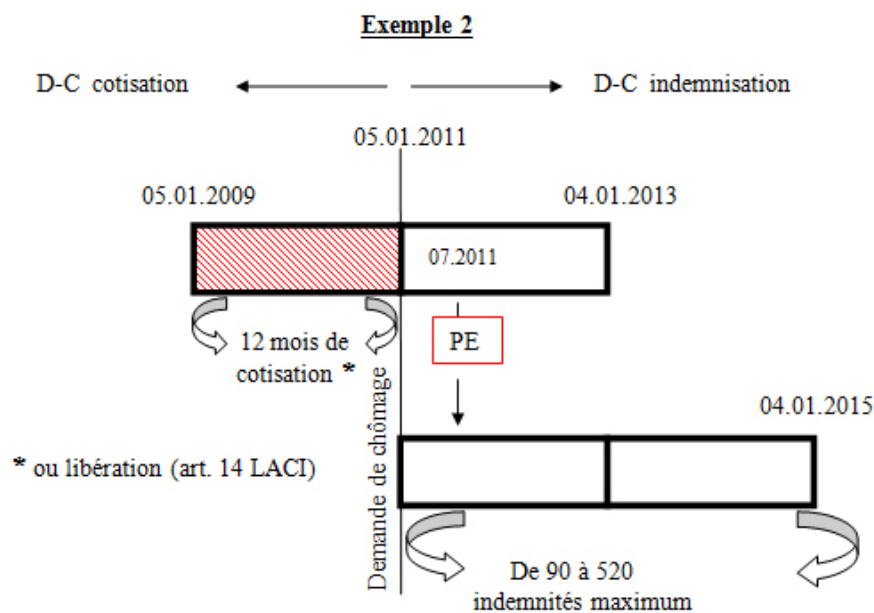 Exemple 2
D-C cotisation
D-C indemnisation
05.01.2011
05.01.2009
04.01.2013
07.2011
12 mois de
cotisation *
PE
Demande de chômage
04.01.2015
* ou libération (art. 14 LACI)
De 90 à 520
indemnités maximum